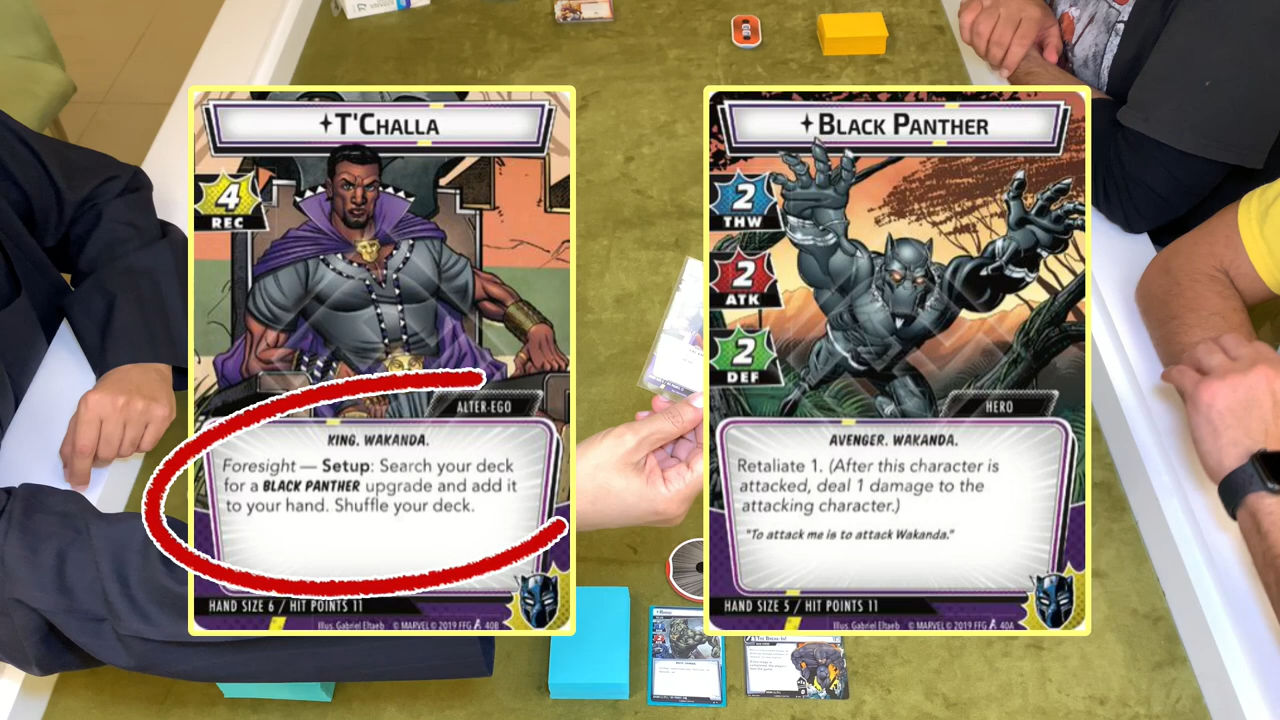 T'CHALLA
4
REC
ALTER-EGO
KING. WAKANDA.
Foresight — Setup: Search your deck
for a BLACK PANTHER upgrade and add it
to your hand. Shuffle your deck.
HAND SIZE 6 / HIT POINTS 11
Illus. Gabriel Eltaeb © MARVEL © 2019 FFG 40B
BLACK PANTHER
2
THW
2
ATK
2
DEF
HERO
AVENGER. WAKANDA.
Retaliate 1. (After this character is
attacked, deal 1 damage to the
attacking character.)
"To attack me is to attack Wakanda."
HAND SIZE 5 / HIT POINTS 11
Illus. Gabriel Eltaeb © MARVEL © 2019 FFG 40A